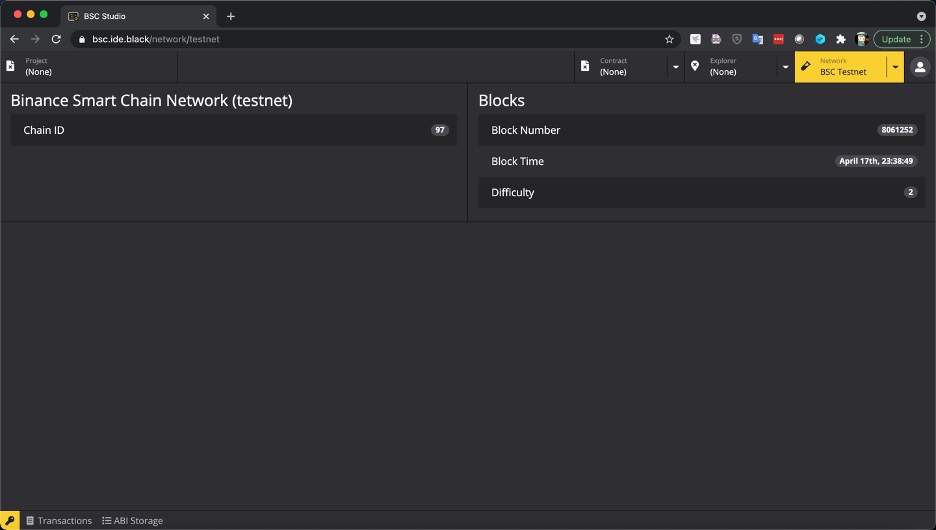 BSC Studio
bsc.ide.black/network/testnet
Update
Project
(None)
Contract
(None)
Explorer
(None)
Network
BSC Testnet
Binance Smart Chain Network (testnet)
Chain ID
97
Blocks
Block Number
8061252
Block Time
April 17th, 23:38:49
Difficulty
2
Transactions
ABI Storage